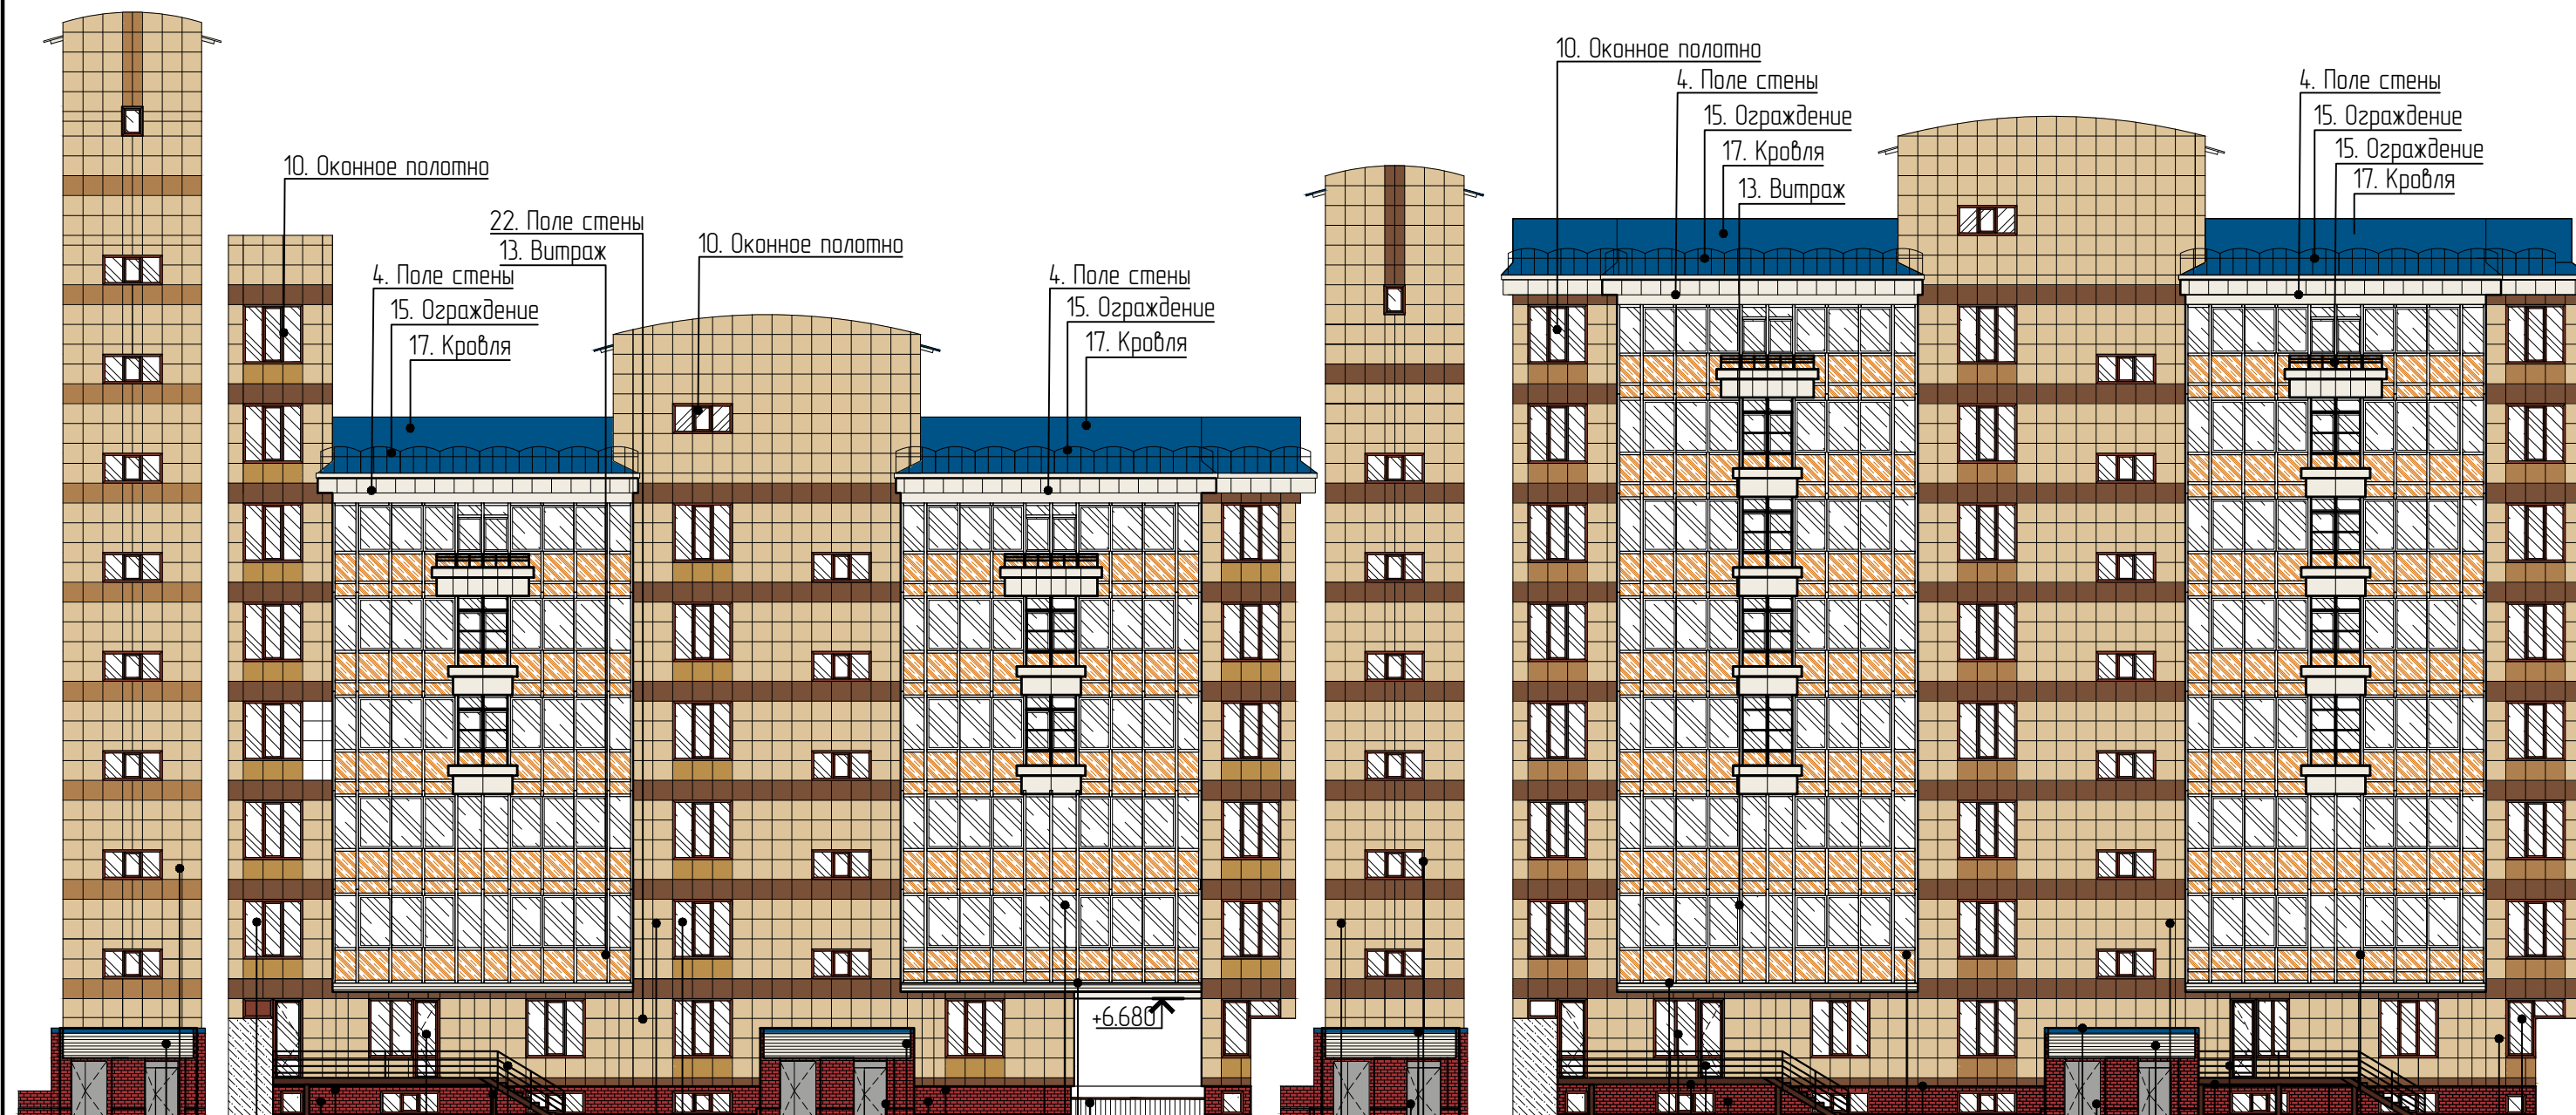 10. Оконное полотно
4. Поле стены
15. Ограждение
17. Кровля
13. Витраж
4. Поле стены
15. Ограждение
15. Ограждение
17. Кровля
10. Оконное полотно
22. Поле стены
13. Витраж
4. Поле стены
15. Ограждение
17. Кровля
10. Оконное полотно
4. Поле стены
15. Ограждение
17. Кровля
+6.680